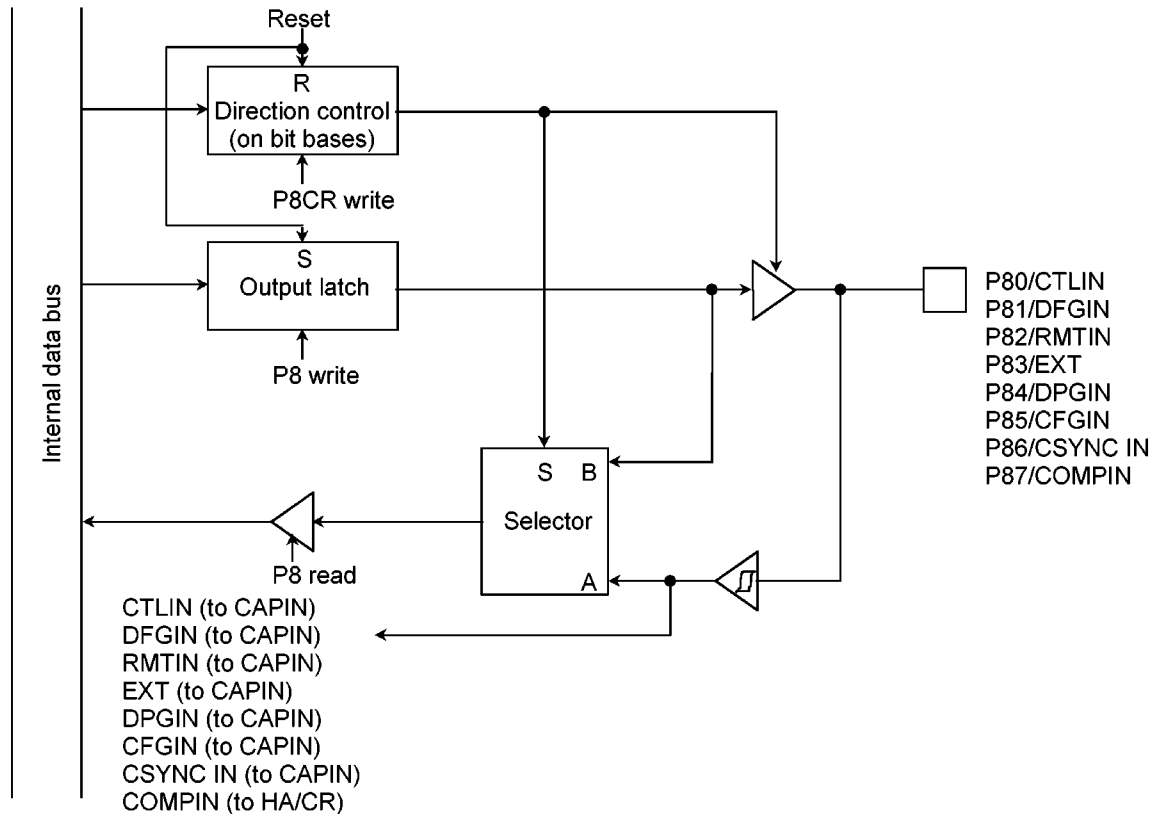 Reset
R
Direction control
(on bit bases)
P8CR write
S
Output latch
P8 write
Internal data bus
P80/CTLIN
P81/DFGIN
P82/RMTIN
P83/EXT
P84/DPGIN
P85/CFGIN
P86/CSYNC IN
P87/COMPIN
S B
Selector
A
P8 read
CTLIN (to CAPIN)
DFGIN (to CAPIN)
RMTIN (to CAPIN)
EXT (to CAPIN)
DPGIN (to CAPIN)
CFGIN (to CAPIN)
CSYNC IN (to CAPIN)
COMPIN (to HA/CR)